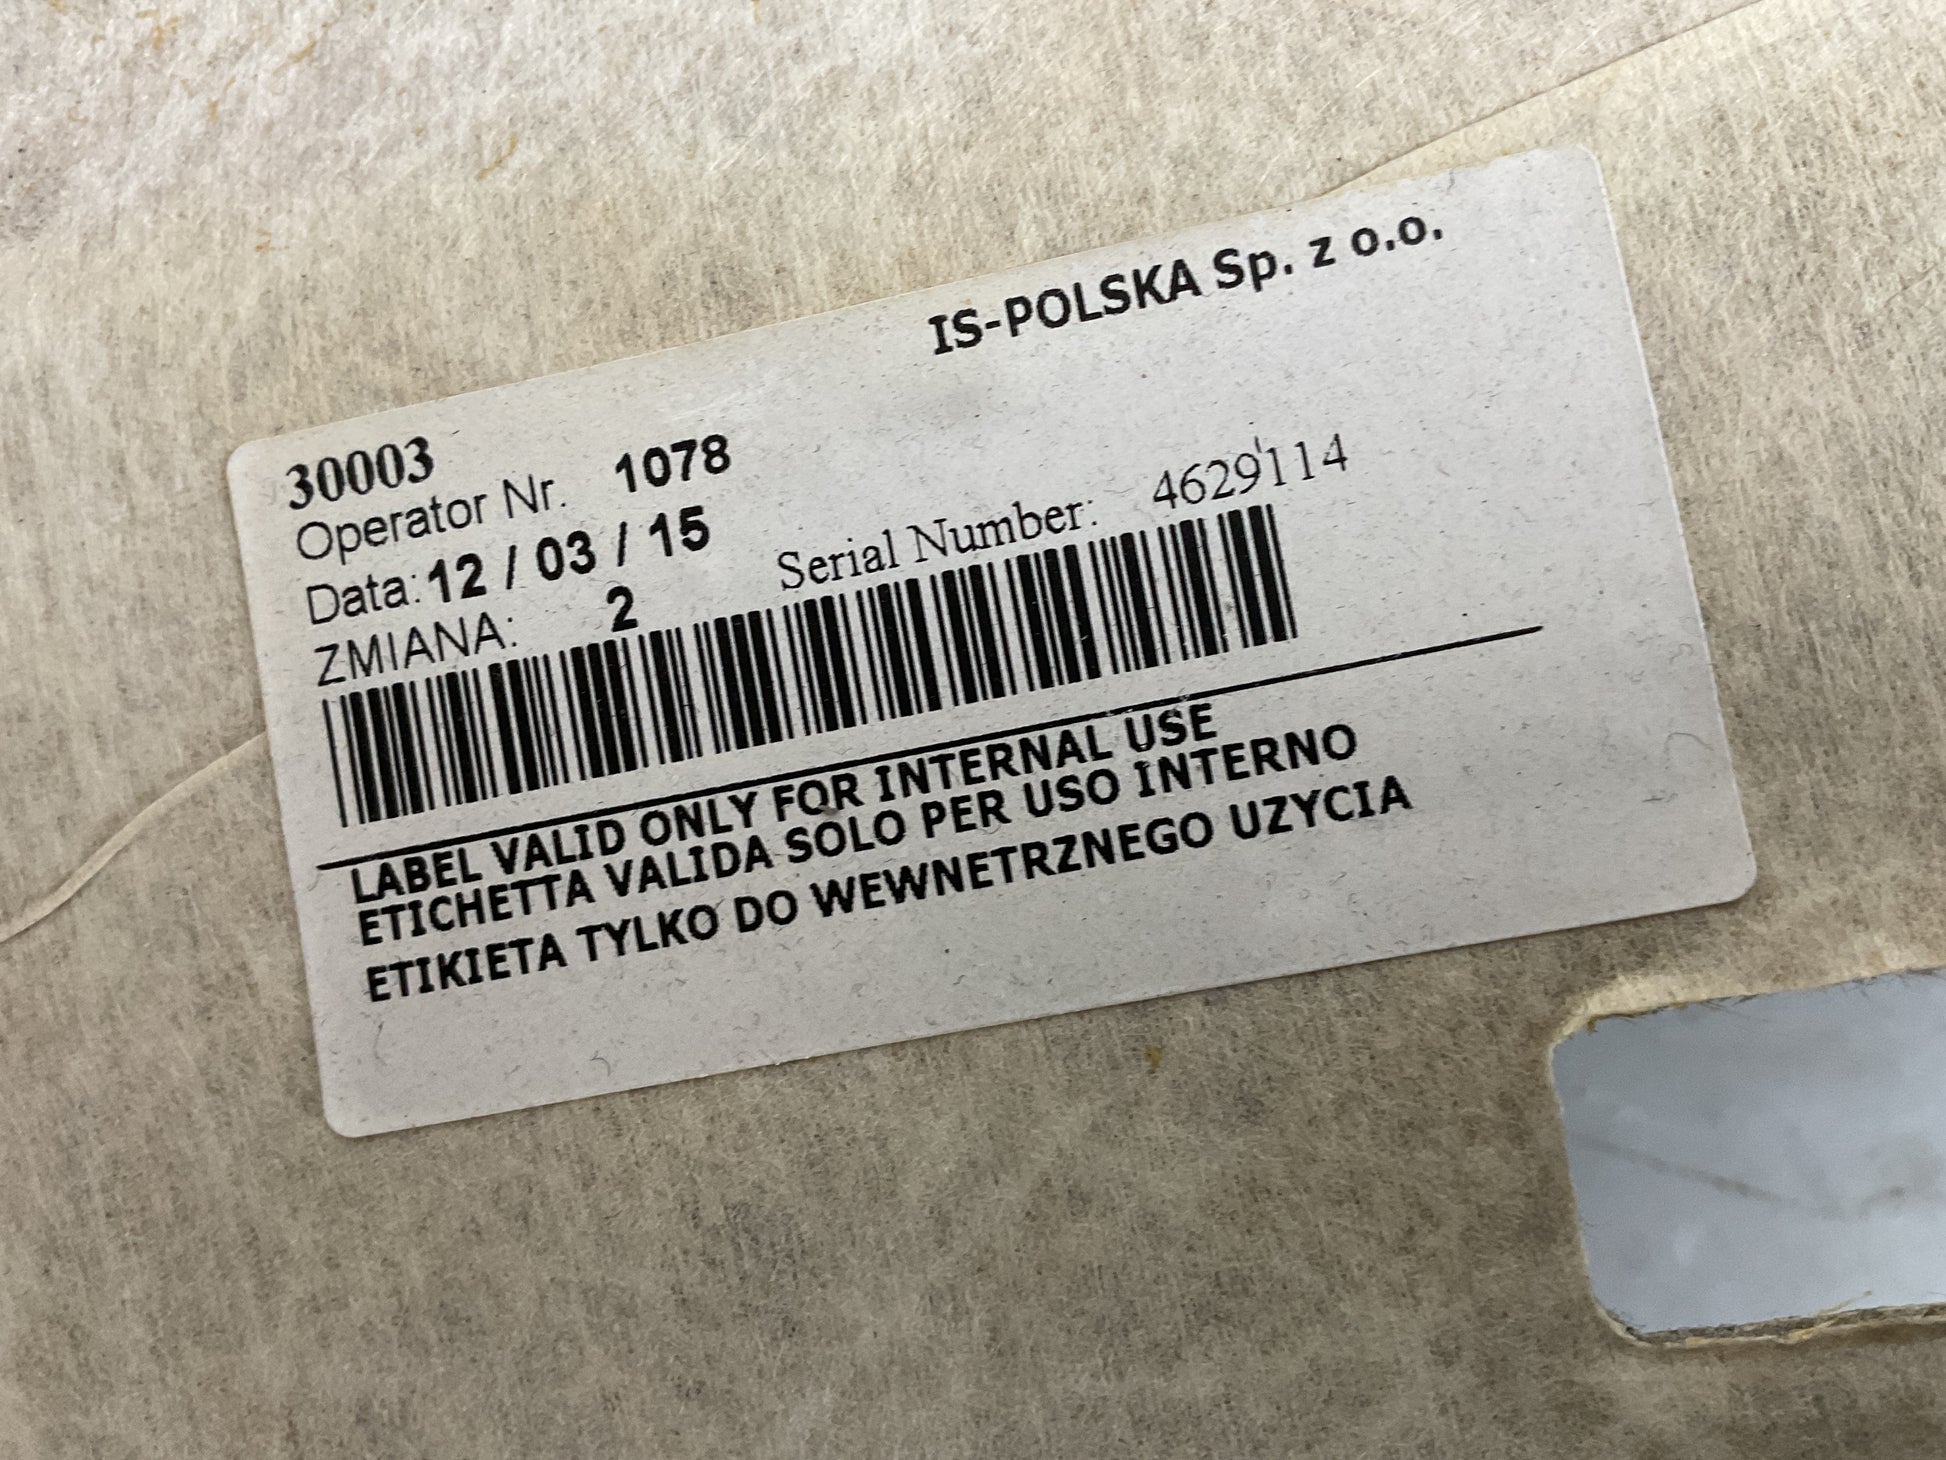 IS-POLSKA Sp. z o.o.
30003
Operator Nr. 1078
Data: 12 / 03 / 15
ZMIANA: 2
Serial Number: 4629114
LABEL VALID ONLY FOR INTERNAL USE
ETICHETTA VALIDA SOLO PER USO INTERNO
ETIKIETA TYLKO DO WEWNETRZNEGO UZYCIA